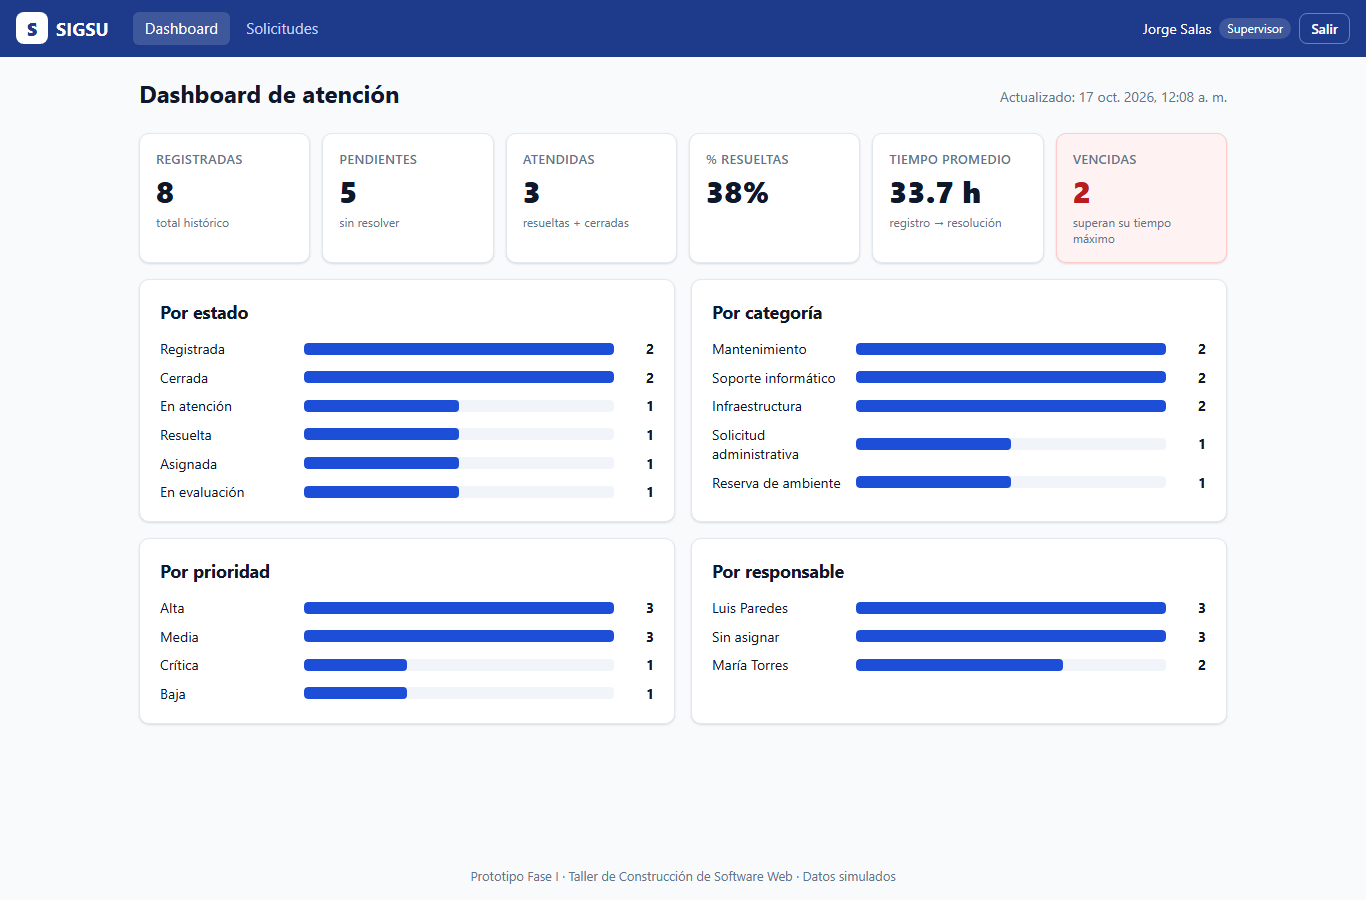 S SIGSU Dashboard Solicitudes Jorge Salas Supervisor Salir
Dashboard de atención
Actualizado: 17 oct. 2026, 12:08 a. m.
REGISTRADAS
8
total histórico
PENDIENTES
5
sin resolver
ATENDIDAS
3
resueltas + cerradas
% RESUELTAS
38%
TIEMPO PROMEDIO
33.7 h
registro → resolución
VENCIDAS
2
superan su tiempo
máximo
Por estado
Registrada 2
Cerrada 2
En atención 1
Resuelta 1
Asignada 1
En evaluación 1
Por categoría
Mantenimiento 2
Soporte informático 2
Infraestructura 2
Solicitud
administrativa 1
Reserva de ambiente 1
Por prioridad
Alta 3
Media 3
Crítica 1
Baja 1
Por responsable
Luis Paredes 3
Sin asignar 3
María Torres 2
Prototipo Fase I · Taller de Construcción de Software Web · Datos simulados